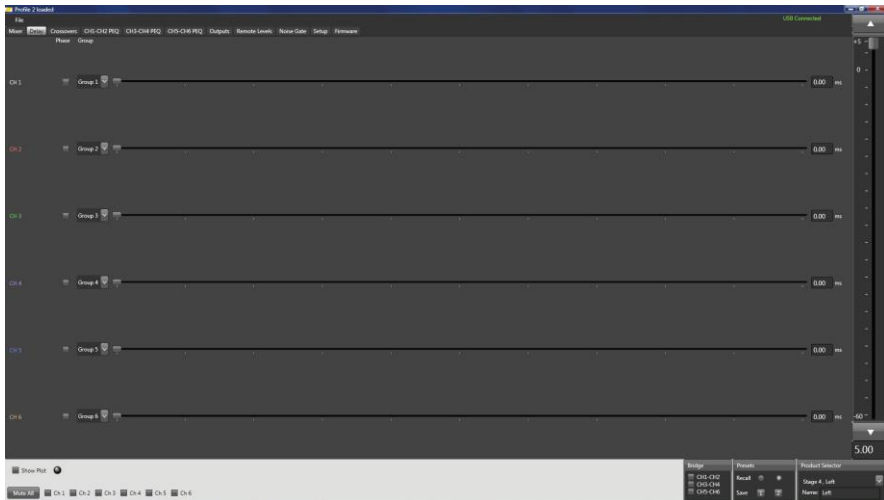 Profile 2 loaded
File
USB Connected
Mixer Delay Crossovers CH1-CH2 PEQ CH3-CH4 PEQ CH5-CH6 PEQ Outputs Remote Levels Noise Gate Setup Firmware
Phase Group
+5
0
CH 1 Group 1 0.00 ms
CH 2 Group 2 0.00 ms
CH 3 Group 3 0.00 ms
CH 4 Group 4 0.00 ms
CH 5 Group 5 0.00 ms
CH 6 Group 6 0.00 ms
-60
5.00
Show Plot
Mute All Ch 1 Ch 2 Ch 3 Ch 4 Ch 5 Ch 6
Bridge
CH1-CH2
CH3-CH4
CH5-CH6
Presets
Recall
Save 1 2
Product Selector
Stage 4 , Left
Name: Left